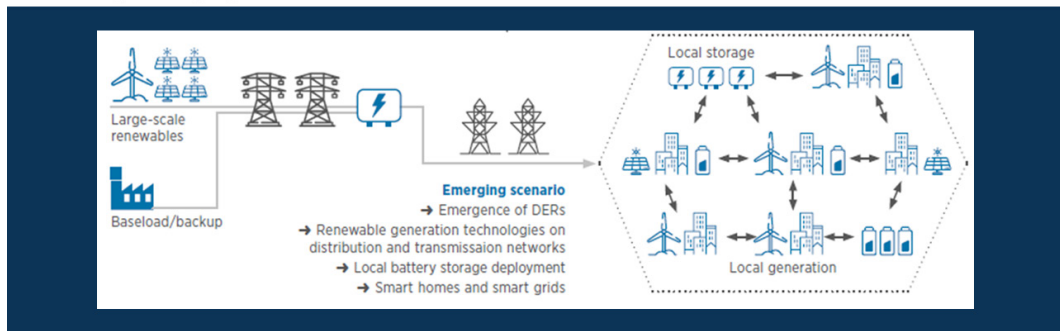 Large-scale
renewables
Baseload/backup
Emerging scenario
→ Emergence of DERs
→ Renewable generation technologies on
distribution and transmissaion networks
→ Local battery storage deployment
→ Smart homes and smart grids
Local storage
Local generation